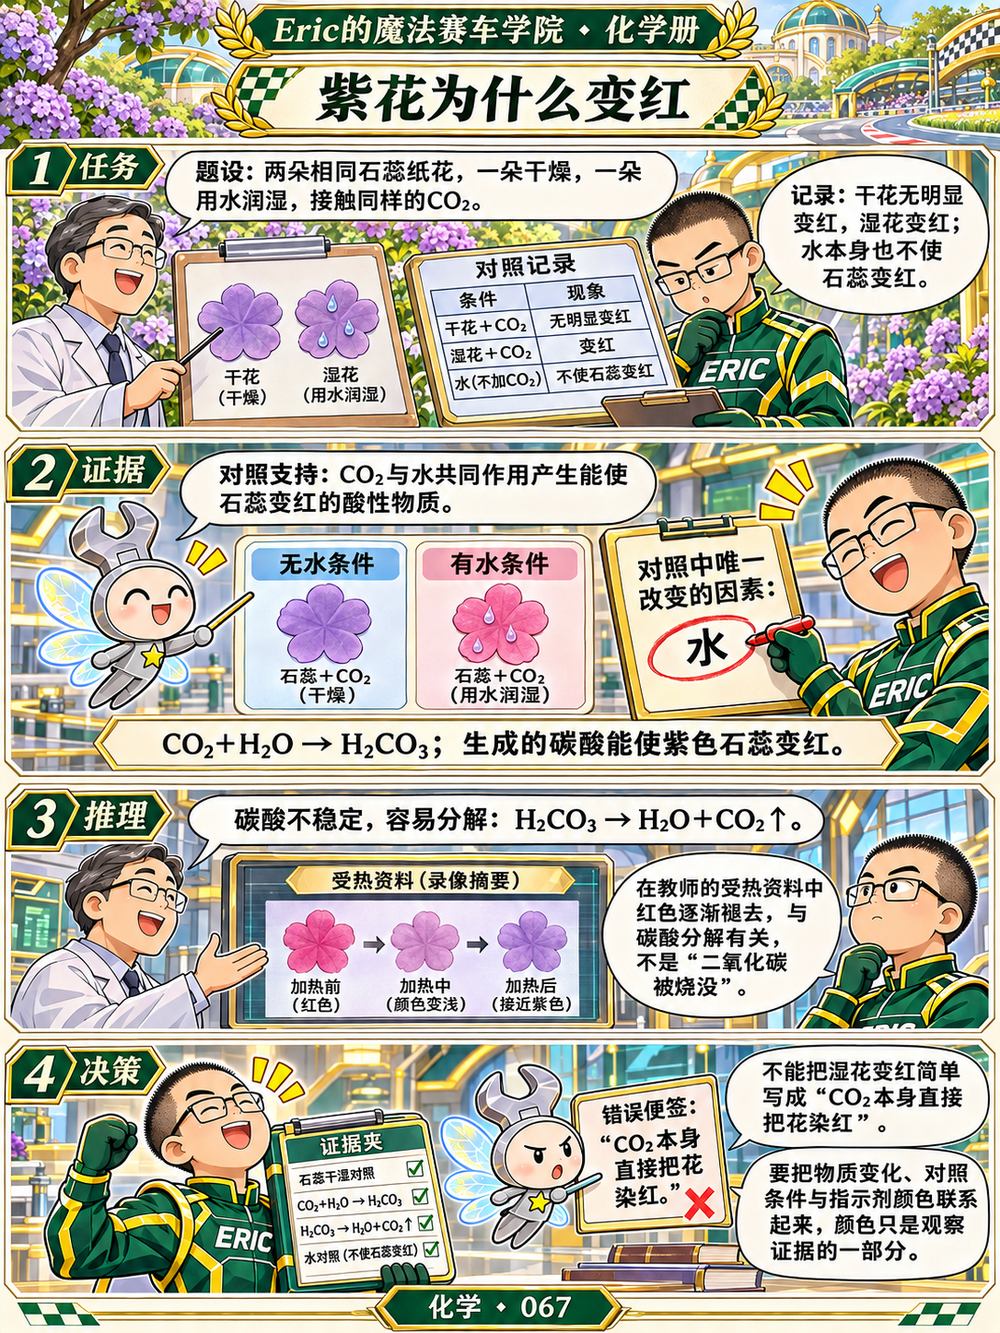 Eric的魔法赛车学院 • 化学册
紫花为什么变红
1 任务
题设：两朵相同石蕊纸花，一朵干燥，一朵
用水润湿，接触同样的CO₂。
干花
（干燥）
湿花
（用水润湿）
对照记录
条件 现象
干花＋CO₂ 无明显变红
湿花＋CO₂ 变红
水(不加CO₂) 不使石蕊变红
记录：干花无明显
变红，湿花变红；
水本身也不使
石蕊变红。
ERIC
2 证据
对照支持：CO₂与水共同作用产生能使
石蕊变红的酸性物质。
无水条件
石蕊＋CO₂
（干燥）
有水条件
石蕊＋CO₂
（用水润湿）
对照中唯一
改变的因素：
水
ERIC
CO₂＋H₂O → H₂CO₃；生成的碳酸能使紫色石蕊变红。
3 推理
碳酸不稳定，容易分解：H₂CO₃ → H₂O＋CO₂↑。
受热资料（录像摘要）
加热前
（红色）
加热中
（颜色变浅）
加热后
（接近紫色）
在教师的受热资料中
红色逐渐褪去，与
碳酸分解有关，
不是“二氧化碳
被烧没”。
ERIC
4 决策
ERIC
证据夹
石蕊干湿对照
CO₂+H₂O → H₂CO₃
H₂CO₃→H₂O+CO₂↑
水对照（不使石蕊变红）
错误便签：
“CO₂本身
直接把花
染红。”
不能把湿花变红简单
写成“CO₂本身直接
把花染红”。
要把物质变化、对照
条件与指示剂颜色联系
起来，颜色只是观察
证据的一部分。
化学 • 067